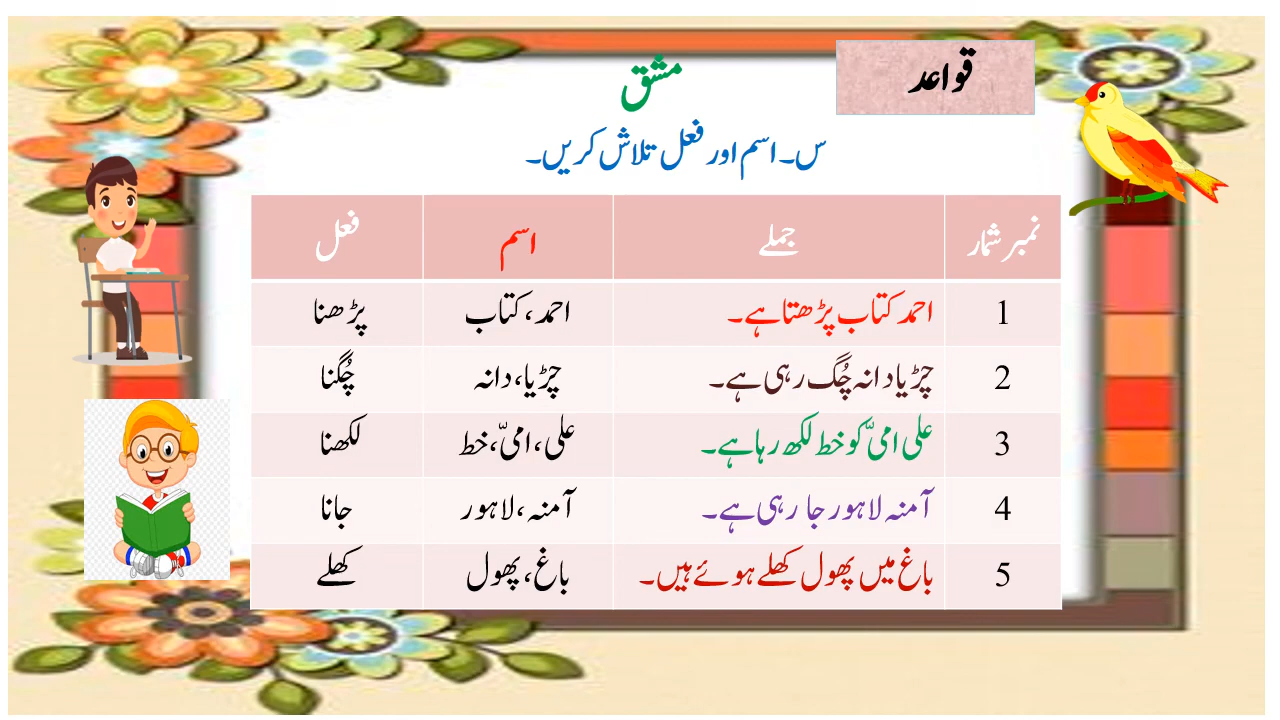 قواعد
مشق
س۔ اسم اور فعل تلاش کریں۔
نمبر شمار جملے اسم فعل
1 احمد کتاب پڑھتا ہے۔ احمد، کتاب پڑھنا
2 چڑیا دانہ چُگ رہی ہے۔ چڑیا، دانہ چُگنا
3 علی امیّ کو خط لکھ رہا ہے۔ علی، امیّ، خط لکھنا
4 آمنہ لاہور جا رہی ہے۔ آمنہ، لاہور جانا
5 باغ میں پھول کھلے ہوئے ہیں۔ باغ، پھول کھلے